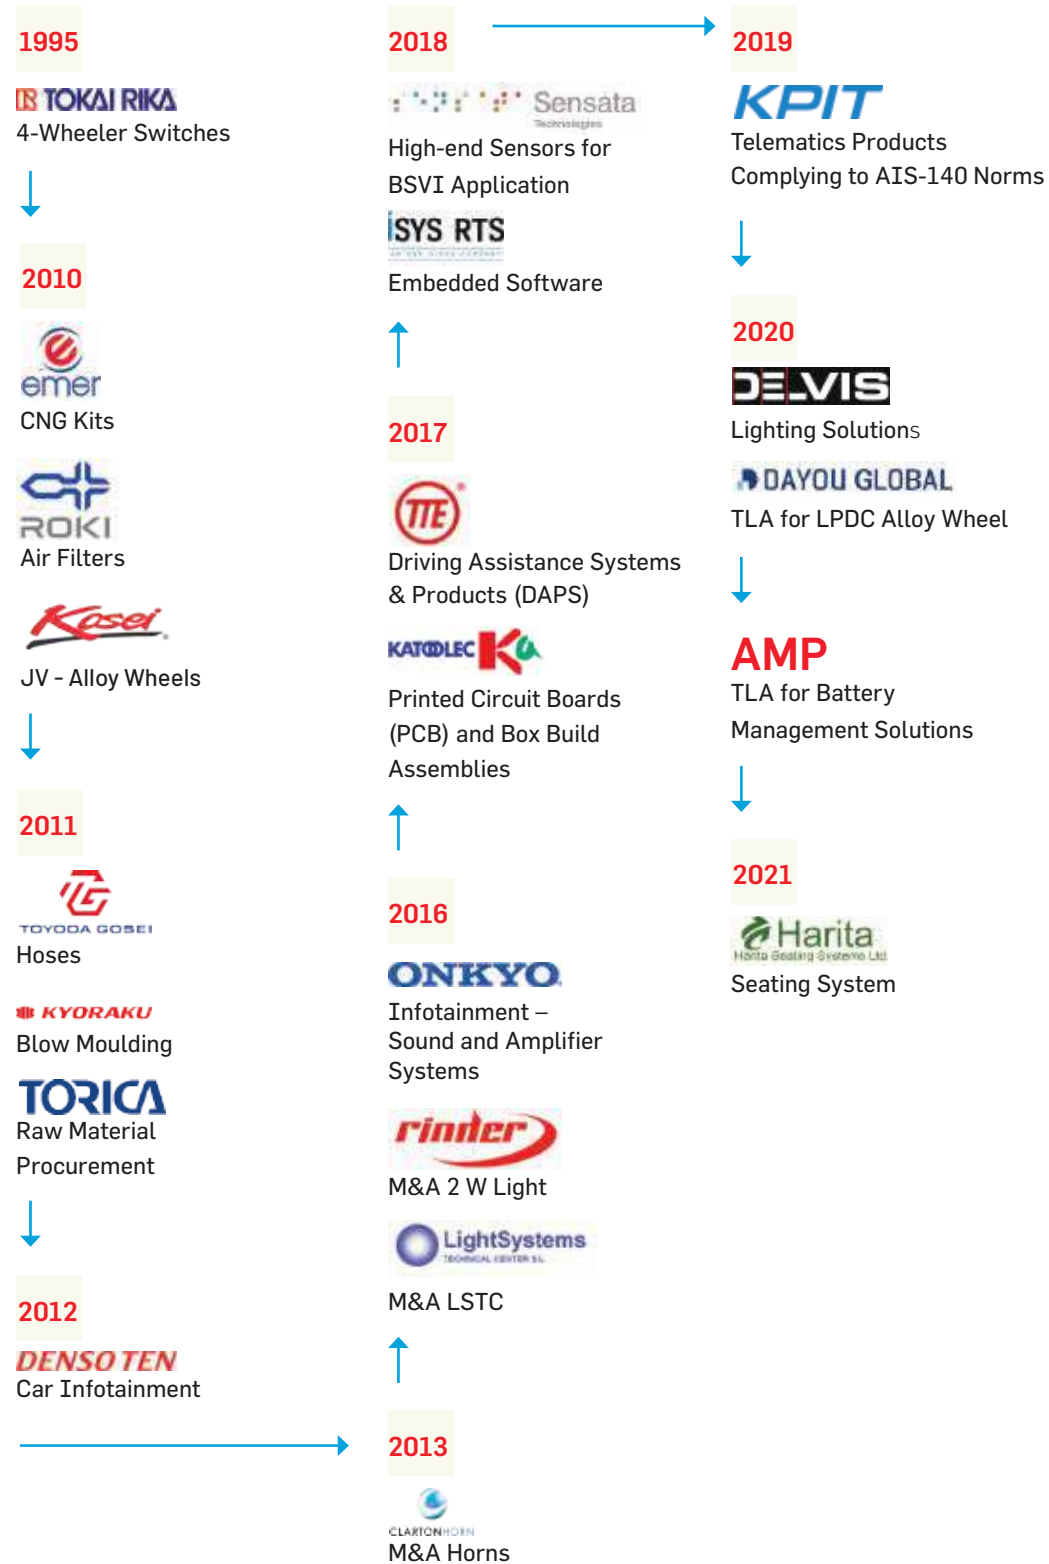 1995
TOKAI RIKA
4-Wheeler Switches
2010
emer
CNG Kits
ROKI
Air Filters
Kosei
JV - Alloy Wheels
2011
TG
TOYODA GOSEI
Hoses
KYORAKU
Blow Moulding
TORICA
Raw Material
Procurement
2012
DENSO TEN
Car Infotainment
2013
CLARTONHORN
M&A Horns
2016
ONKYO
Infotainment –
Sound and Amplifier
Systems
rinder
M&A 2 W Light
LightSystems
TECHNICAL CENTER S.L.
M&A LSTC
2017
TTE
Driving Assistance Systems
& Products (DAPS)
KATOLEC
Printed Circuit Boards
(PCB) and Box Build
Assemblies
2018
Sensata
Technologies
High-end Sensors for
BSVI Application
iSYS RTS
Embedded Software
2019
KPIT
Telematics Products
Complying to AIS-140 Norms
2020
DELVIS
Lighting Solutions
DAYOU GLOBAL
TLA for LPDC Alloy Wheel
AMP
TLA for Battery
Management Solutions
2021
Harita
Harita Seating Systems Ltd
Seating System